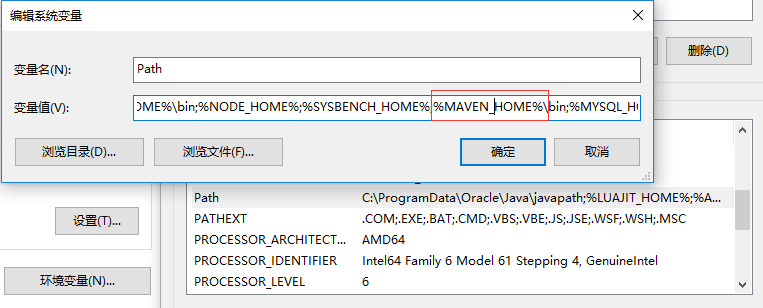 编辑系统变量
变量名(N):
Path
变量值(V):
OME%\bin;%NODE_HOME%;%SYSBENCH_HOME%;%MAVEN_HOME%\bin;%MYSQL_HO
浏览目录(D)...
浏览文件(F)...
确定
取消
删除(D)
Path C:\ProgramData\Oracle\Java\javapath;%LUAJIT_HOME%;%A...
PATHEXT .COM;.EXE;.BAT;.CMD;.VBS;.VBE;.JS;.JSE;.WSF;.WSH;.MSC
PROCESSOR_ARCHITECT... AMD64
PROCESSOR_IDENTIFIER Intel64 Family 6 Model 61 Stepping 4, GenuineIntel
PROCESSOR_LEVEL 6
设置(T)...
环境变量(N)...